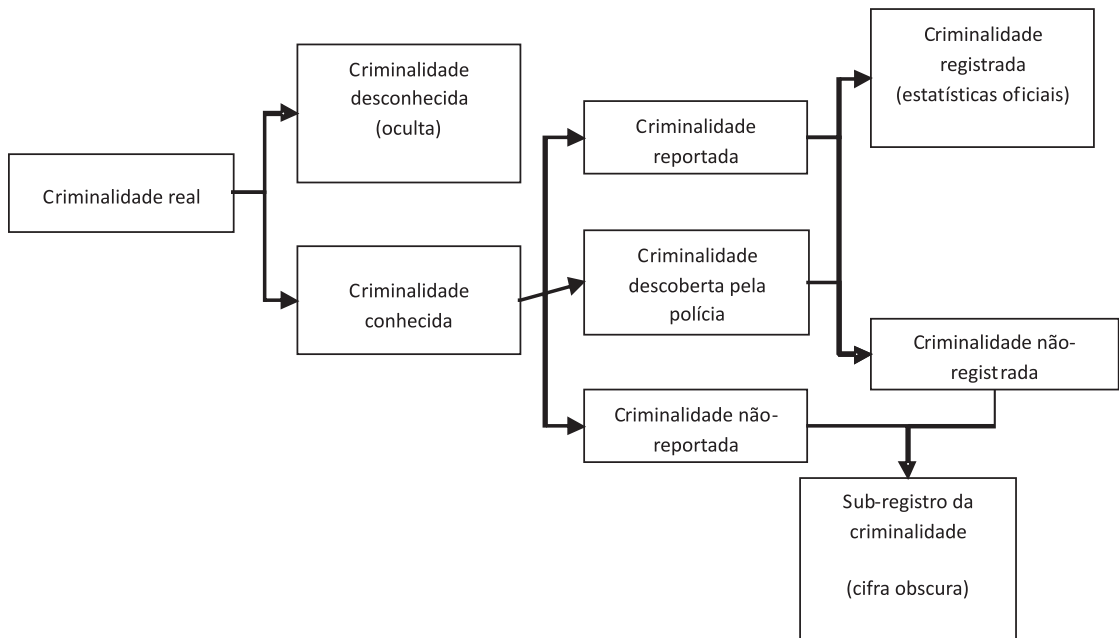 Criminalidade real
Criminalidade
desconhecida
(oculta)
Criminalidade
conhecida
Criminalidade
reportada
Criminalidade
descoberta pela
polícia
Criminalidade não-
reportada
Criminalidade
registrada
(estatísticas oficiais)
Criminalidade não-
registrada
Sub-registro da
criminalidade
(cifra obscura)